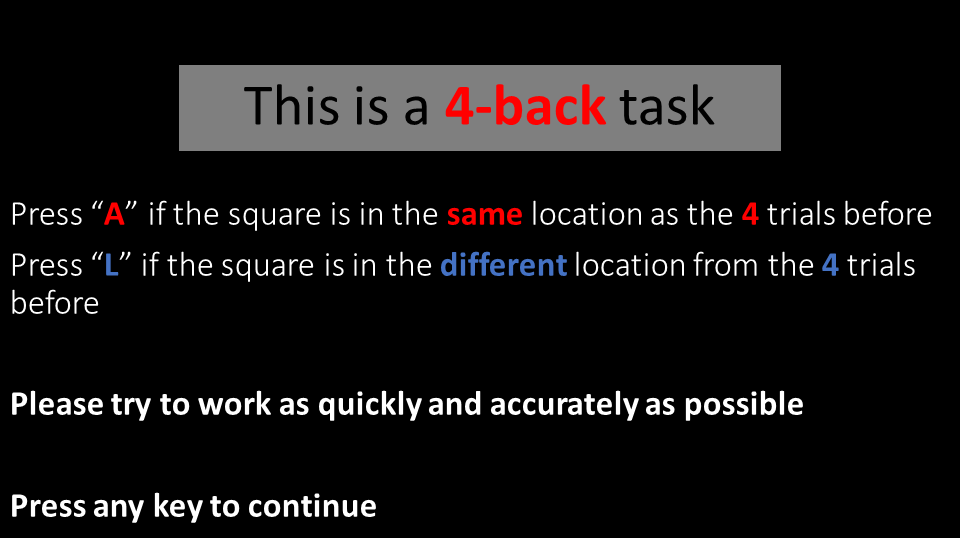 This is a 4-back task
Press “A” if the square is in the same location as the 4 trials before
Press “L” if the square is in the different location from the 4 trials
before
Please try to work as quickly and accurately as possible
Press any key to continue